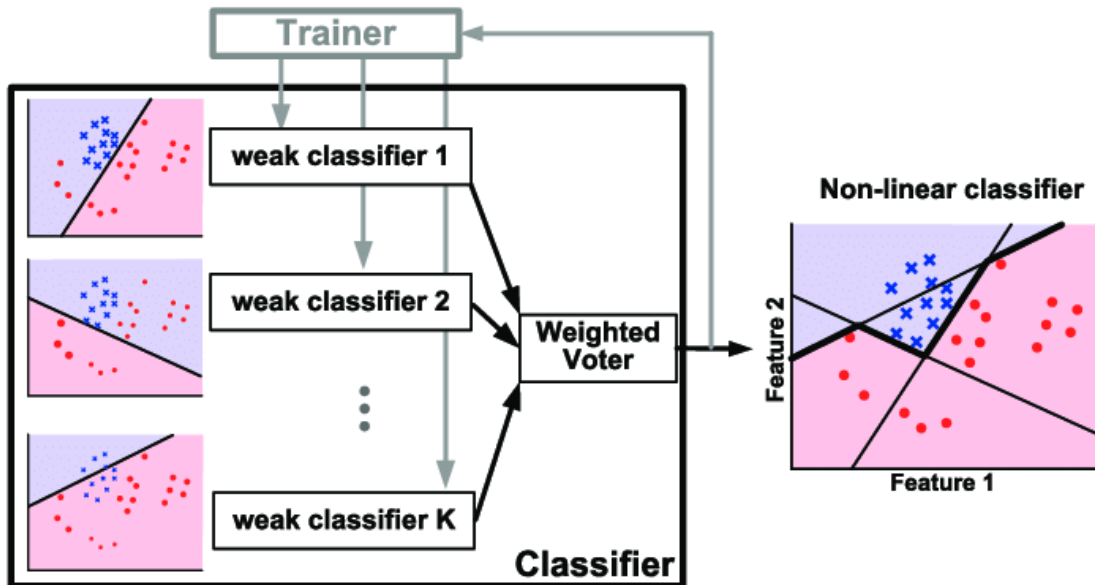 Trainer
weak classifier 1
weak classifier 2
weak classifier K
Weighted
Voter
Classifier
Non-linear classifier
Feature 2
Feature 1